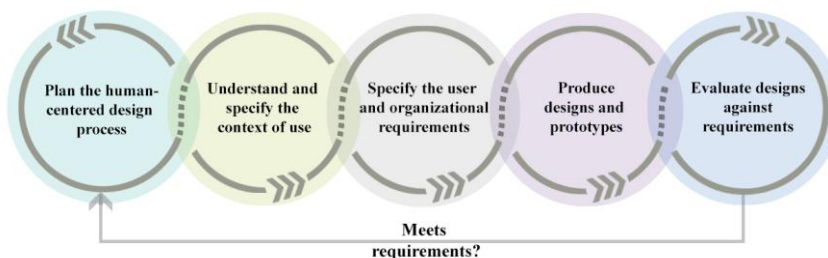 Plan the human-
centered design
process
Understand and
specify the
context of use
Specify the user
and organizational
requirements
Produce
designs and
prototypes
Evaluate designs
against
requirements
Meets
requirements?